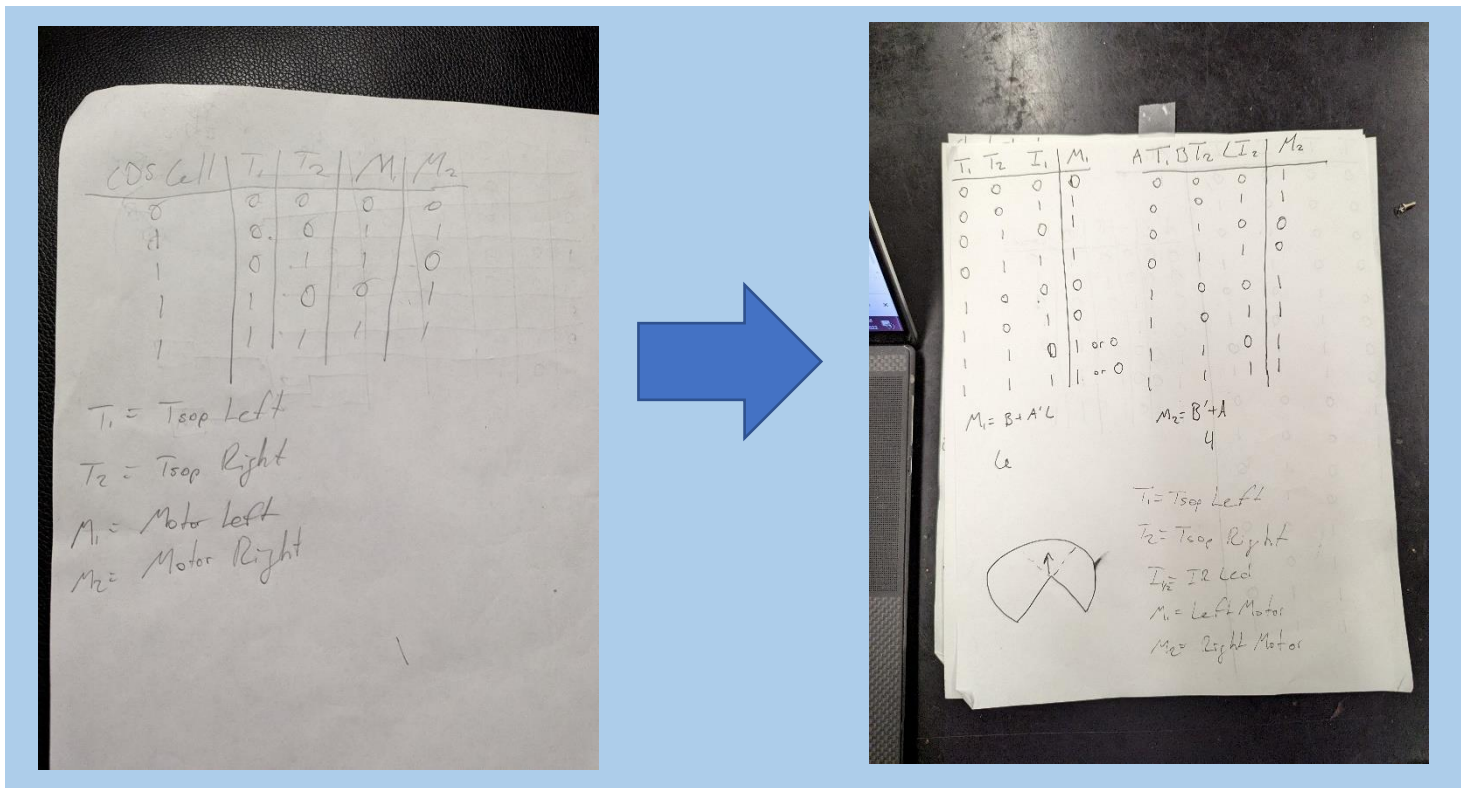 CDS Cell T₁ T₂ M₁ M₂
0 0 0 0 0
1 0 0 1 1
1 0 1 1 0
1 1 0 0 1
1 1 1 1 1
T₁ = Tsop Left
T₂ = Tsop Right
M₁ = Motor Left
M₂ = Motor Right
T₁ T₂ I₁ M₁
0 0 0 0
0 0 1 1
0 1 0 1
0 1 1 1
1 0 0 0
1 0 1 0
1 1 0 1 or 0
1 1 1 1 or 0
M₁ = B + A'C
A T₁ B T₂ C I₂ M₂
0 0 0 1
0 0 1 1
0 1 0 0
0 1 1 0
1 0 0 1
1 0 1 1
1 1 0 1
1 1 1 1
M₂ = B' + A
4
T₁ = Tsop Left
T₂ = Tsop Right
I₁/₂ = IR Led
M₁ = Left Motor
M₂ = Right Motor